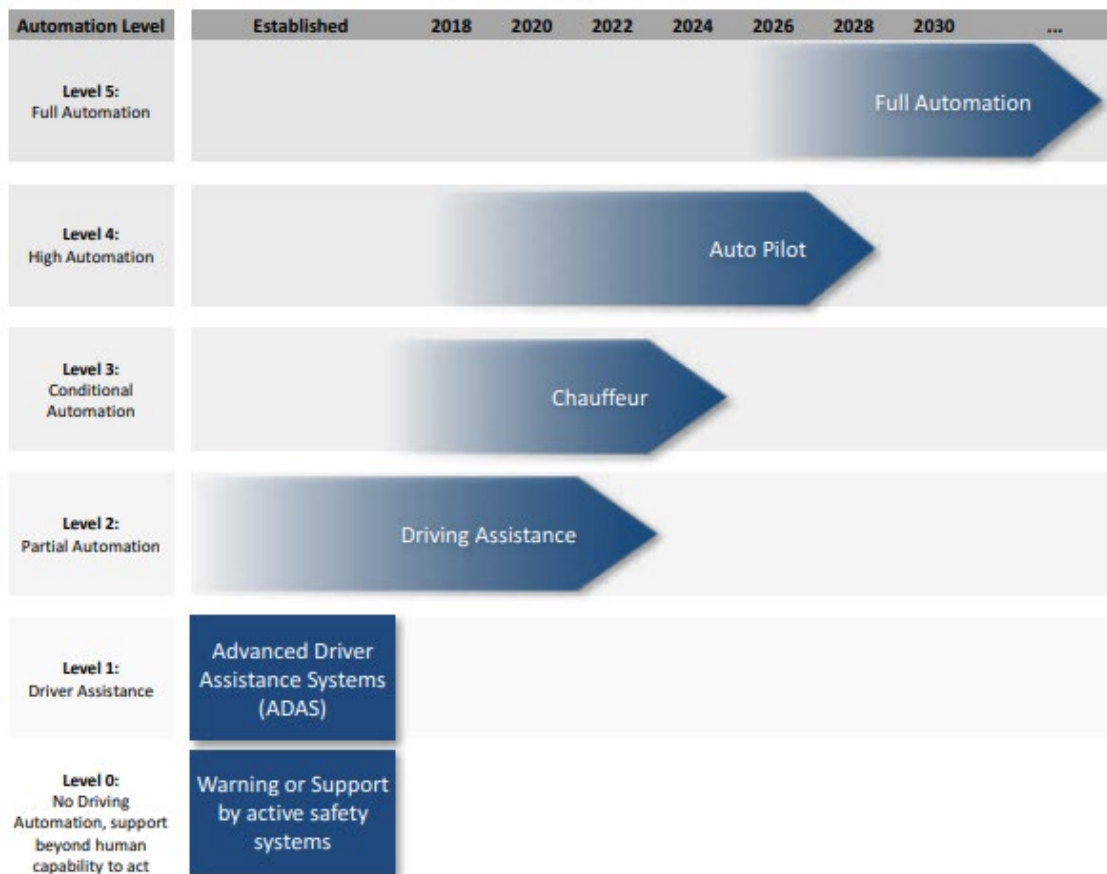 Automation Level Established 2018 2020 2022 2024 2026 2028 2030 ...
Level 5:
Full Automation
Full Automation
Level 4:
High Automation
Auto Pilot
Level 3:
Conditional
Automation
Chauffeur
Level 2:
Partial Automation
Driving Assistance
Level 1:
Driver Assistance
Advanced Driver
Assistance Systems
(ADAS)
Level 0:
No Driving
Automation, support
beyond human
capability to act
Warning or Support
by active safety
systems